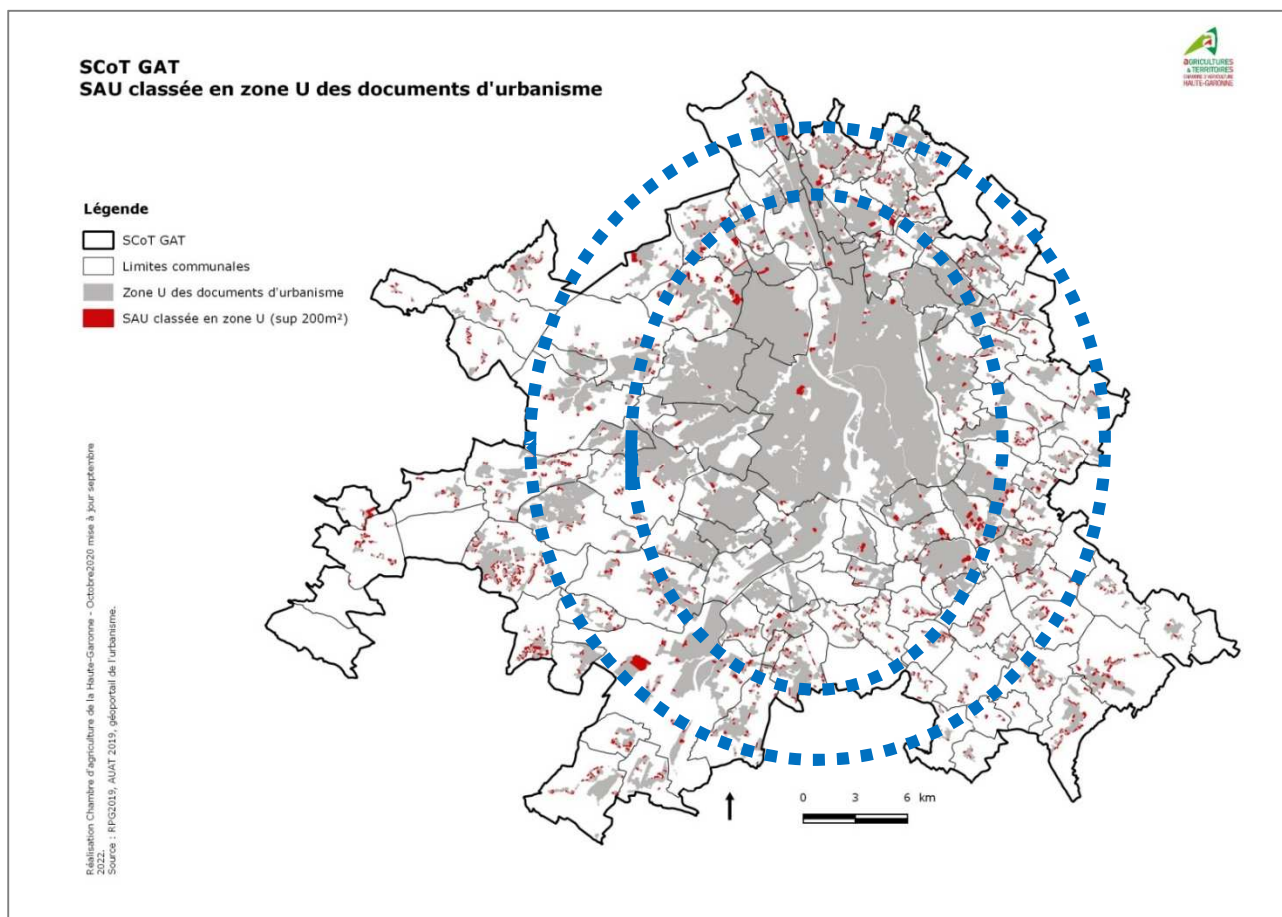 SCoT GAT
SAU classée en zone U des documents d'urbanisme
agRICULTURES
& TERRITOIRES
CHAMBRE D'AGRICULTURE
HAUTE-GARONNE
Légende
SCoT GAT
Limites communales
Zone U des documents d'urbanisme
SAU classée en zone U (sup 200m²)
Réalisation Chambre d'agriculture de la Haute-Garonne - Octobre2020 mise à jour septembre
2022.
Source : RPG2019, AUAT 2019, géoportail de l'urbanisme.
0 3 6 km